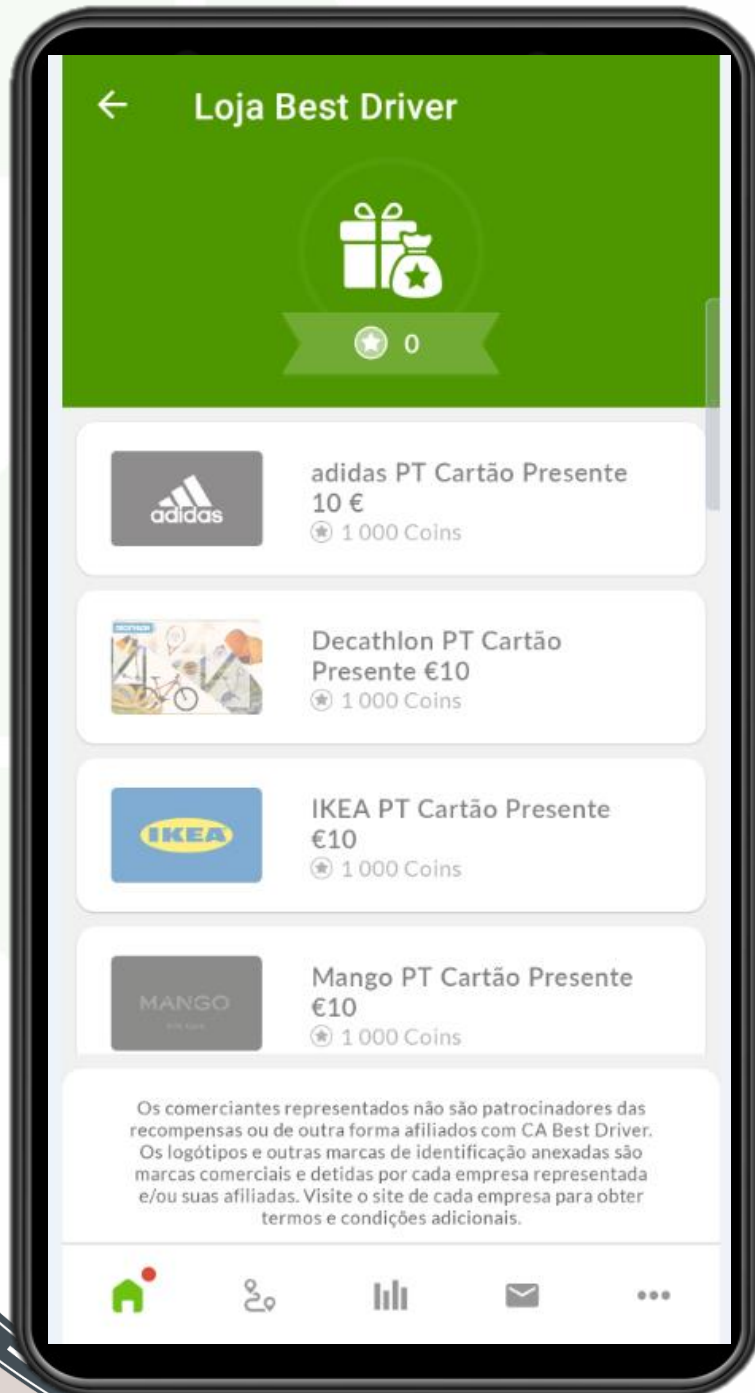 Loja Best Driver
0
adidas
adidas PT Cartão Presente
10 €
1 000 Coins
DECATHLON
Decathlon PT Cartão
Presente €10
1 000 Coins
IKEA
IKEA PT Cartão Presente
€10
1 000 Coins
MANGO
Mango PT Cartão Presente
€10
1 000 Coins
Os comerciantes representados não são patrocinadores das
recompensas ou de outra forma afiliados com CA Best Driver.
Os logótipos e outras marcas de identificação anexadas são
marcas comerciais e detidas por cada empresa representada
e/ou suas afiliadas. Visite o site de cada empresa para obter
termos e condições adicionais.